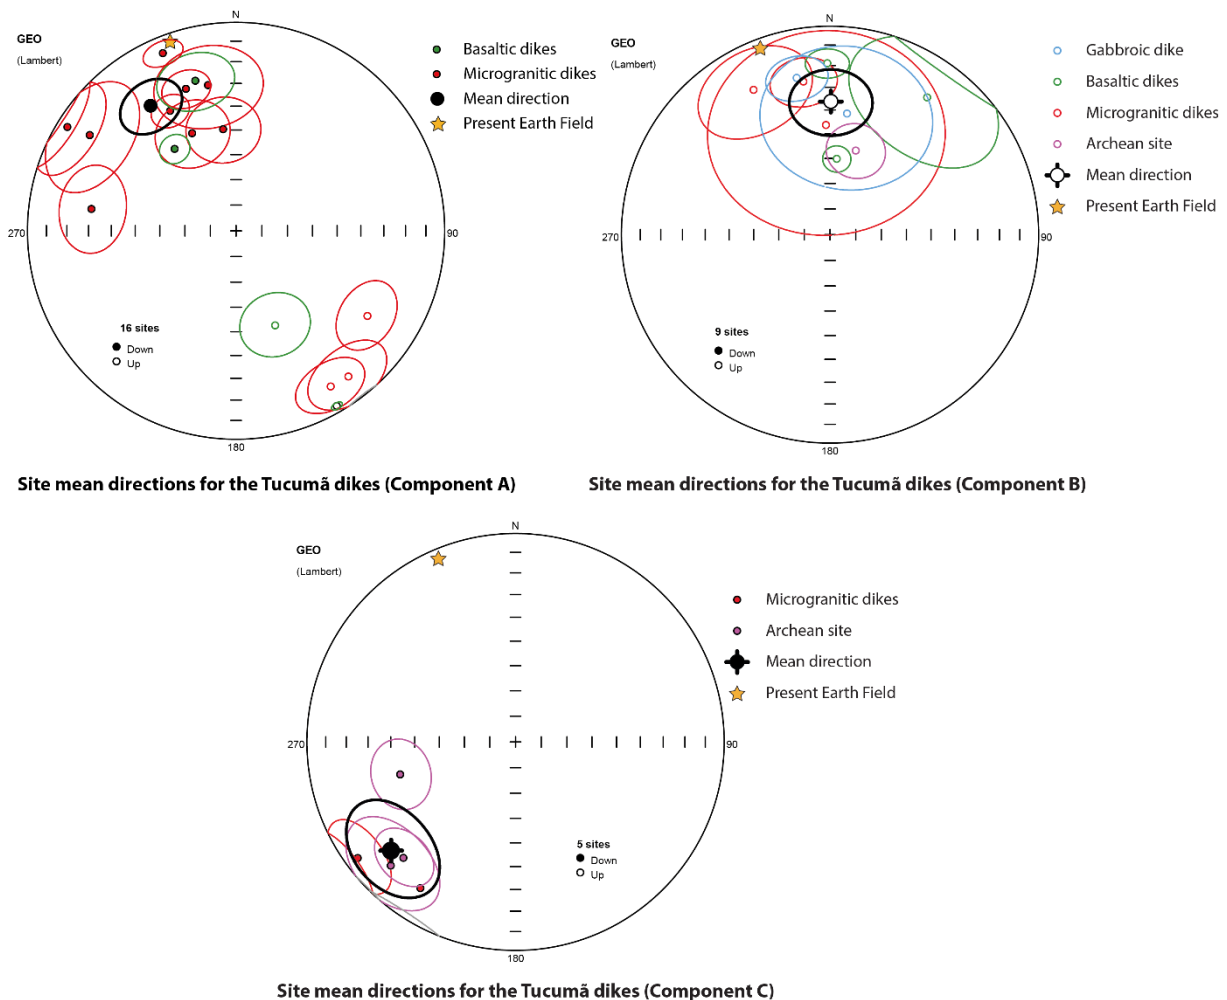 N
GEO
(Lambert)
270
90
180
16 sites
Down
Up
Basaltic dikes
Microgranitic dikes
Mean direction
Present Earth Field
Site mean directions for the Tucumã dikes (Component A)
N
GEO
(Lambert)
270
90
180
9 sites
Down
Up
Gabbroic dike
Basaltic dikes
Microgranitic dikes
Archean site
Mean direction
Present Earth Field
Site mean directions for the Tucumã dikes (Component B)
N
GEO
(Lambert)
270
90
180
5 sites
Down
Up
Microgranitic dikes
Archean site
Mean direction
Present Earth Field
Site mean directions for the Tucumã dikes (Component C)